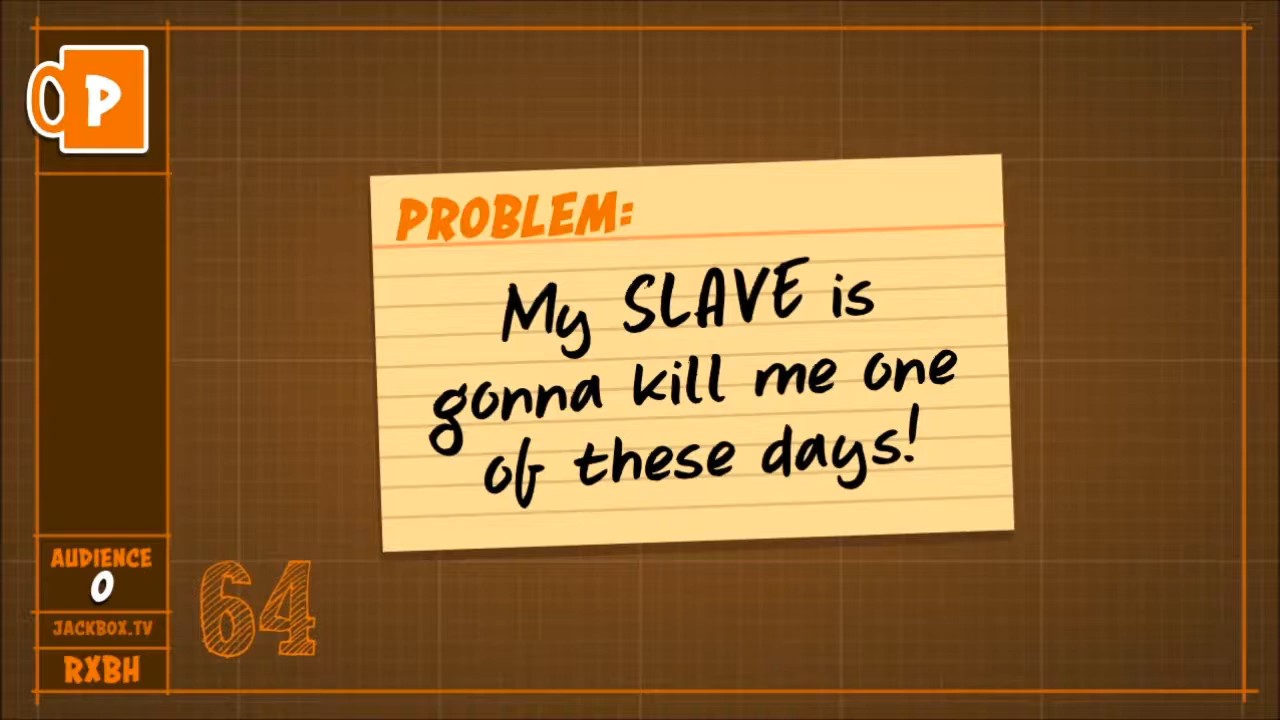 P
PROBLEM:
My SLAVE is
gonna kill me one
of these days!
AUDIENCE
0
JACKBOX.TV
RXBH
64